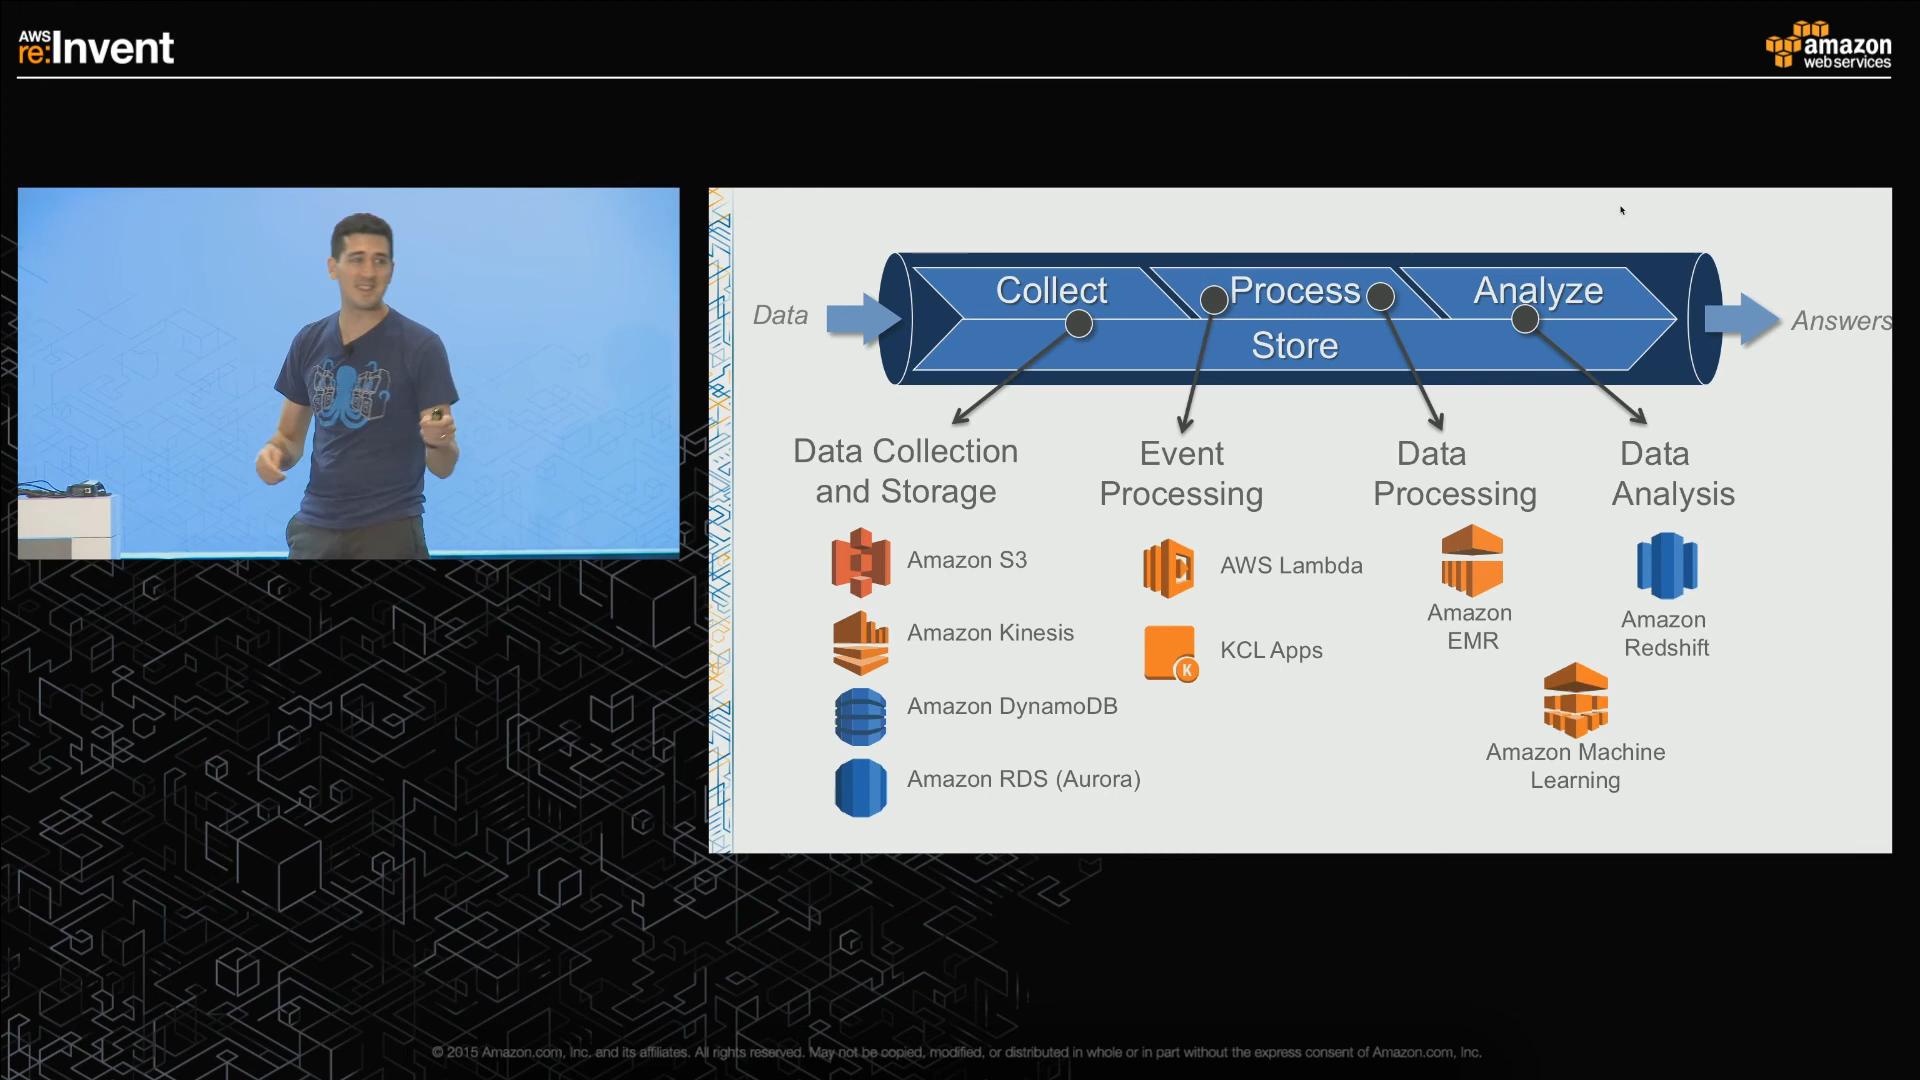 AWS
re:Invent
amazon
web services
Data
Collect
Process
Analyze
Store
Answers
Data Collection
and Storage
Event
Processing
Data
Processing
Data
Analysis
Amazon S3
Amazon Kinesis
Amazon DynamoDB
Amazon RDS (Aurora)
AWS Lambda
KCL Apps
K
Amazon
EMR
Amazon
Redshift
Amazon Machine
Learning
© 2015 Amazon.com, Inc. and its affiliates. All rights reserved. May not be copied, modified, or distributed in whole or in part without the express consent of Amazon.com, Inc.